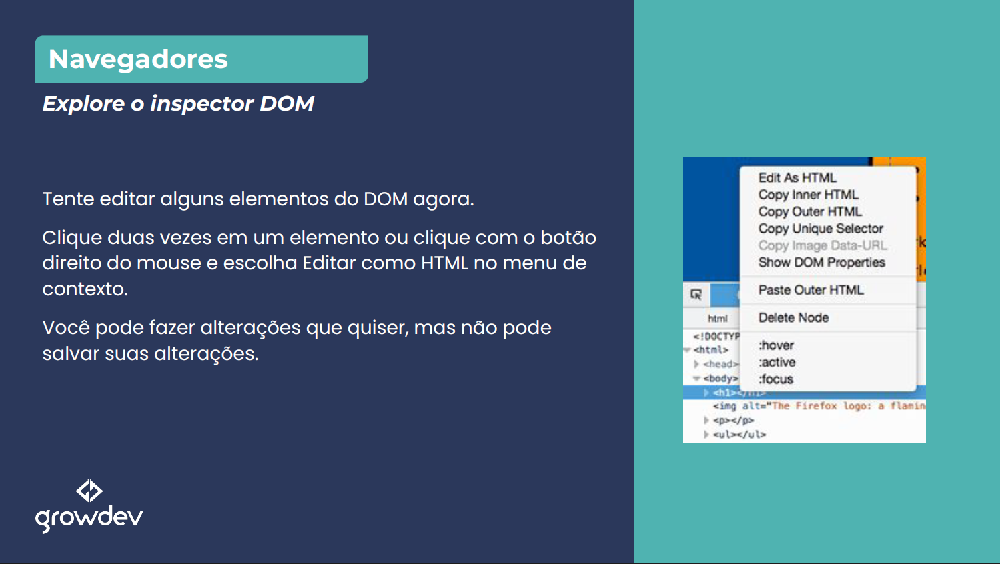 Navegadores
Explore o inspector DOM
Tente editar alguns elementos do DOM agora.
Clique duas vezes em um elemento ou clique com o botão
direito do mouse e escolha Editar como HTML no menu de
contexto.
Você pode fazer alterações que quiser, mas não pode
salvar suas alterações.
growdev
Edit As HTML
Copy Inner HTML
Copy Outer HTML
Copy Unique Selector
Copy Image Data-URL
Show DOM Properties
Paste Outer HTML
Delete Node
:hover
:active
:focus
html
<!DOCTYP
<html>
<head>
<body>
<h1></h1>
<img alt="The Firefox logo: a flamin
<p></p>
<ul></ul>